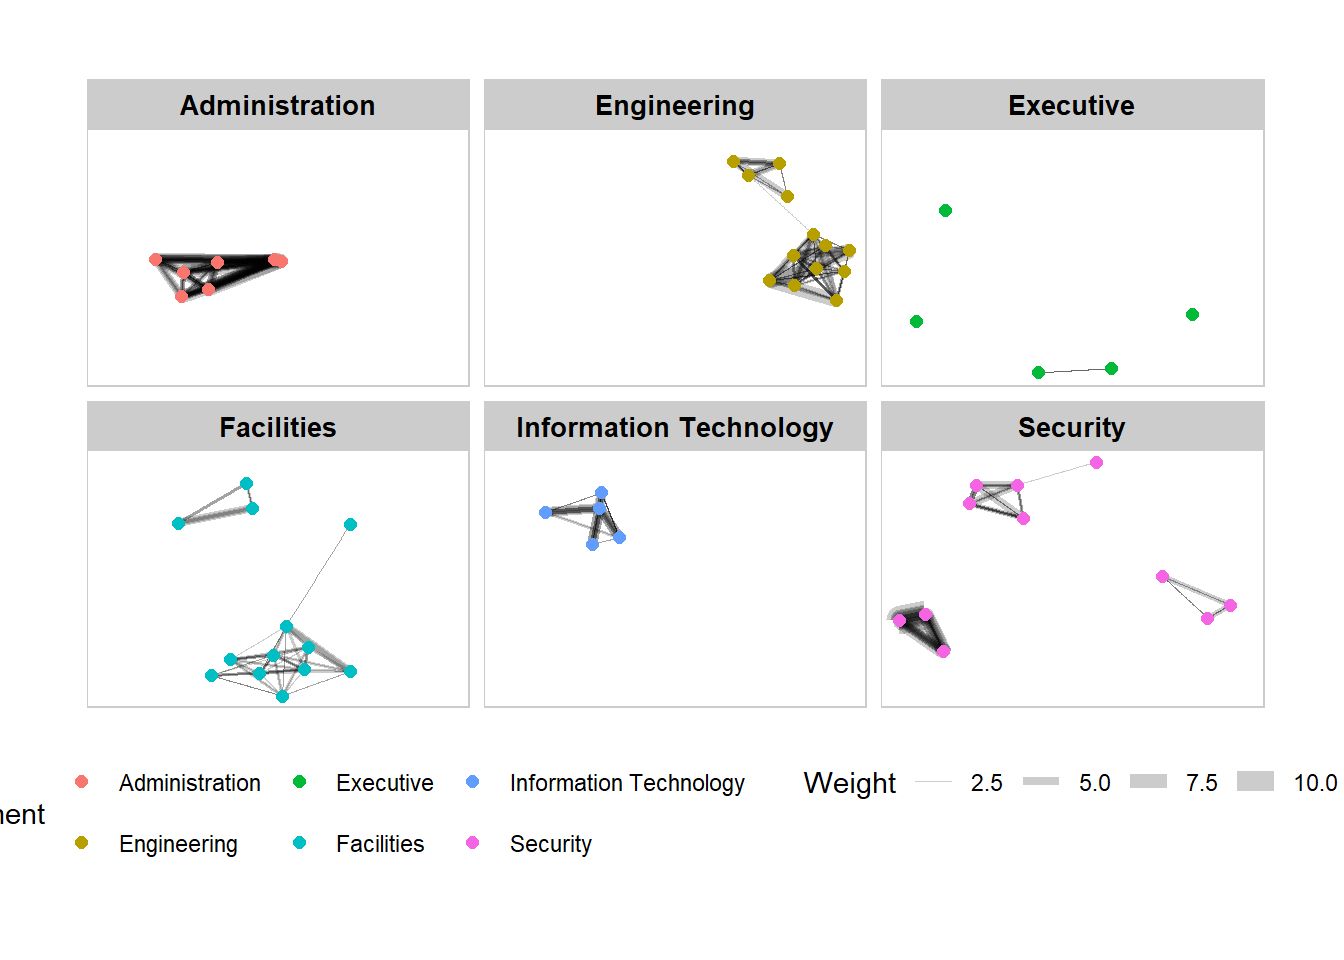 Administration Engineering Executive
Facilities Information Technology Security
Administration Executive Information Technology Weight 2.5 5.0 7.5 10.0
Engineering Facilities Security